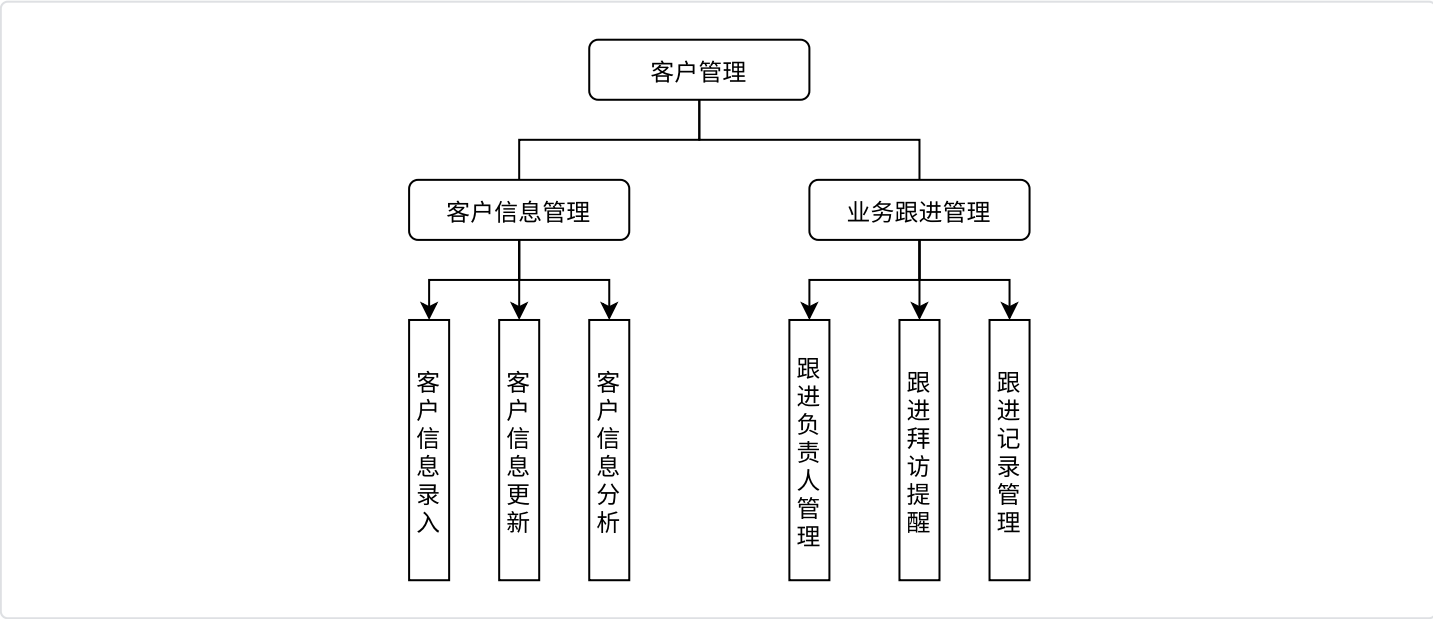 客户管理
客户信息管理
业务跟进管理
客户信息录入
客户信息更新
客户信息分析
跟进负责人管理
跟进拜访提醒
跟进记录管理